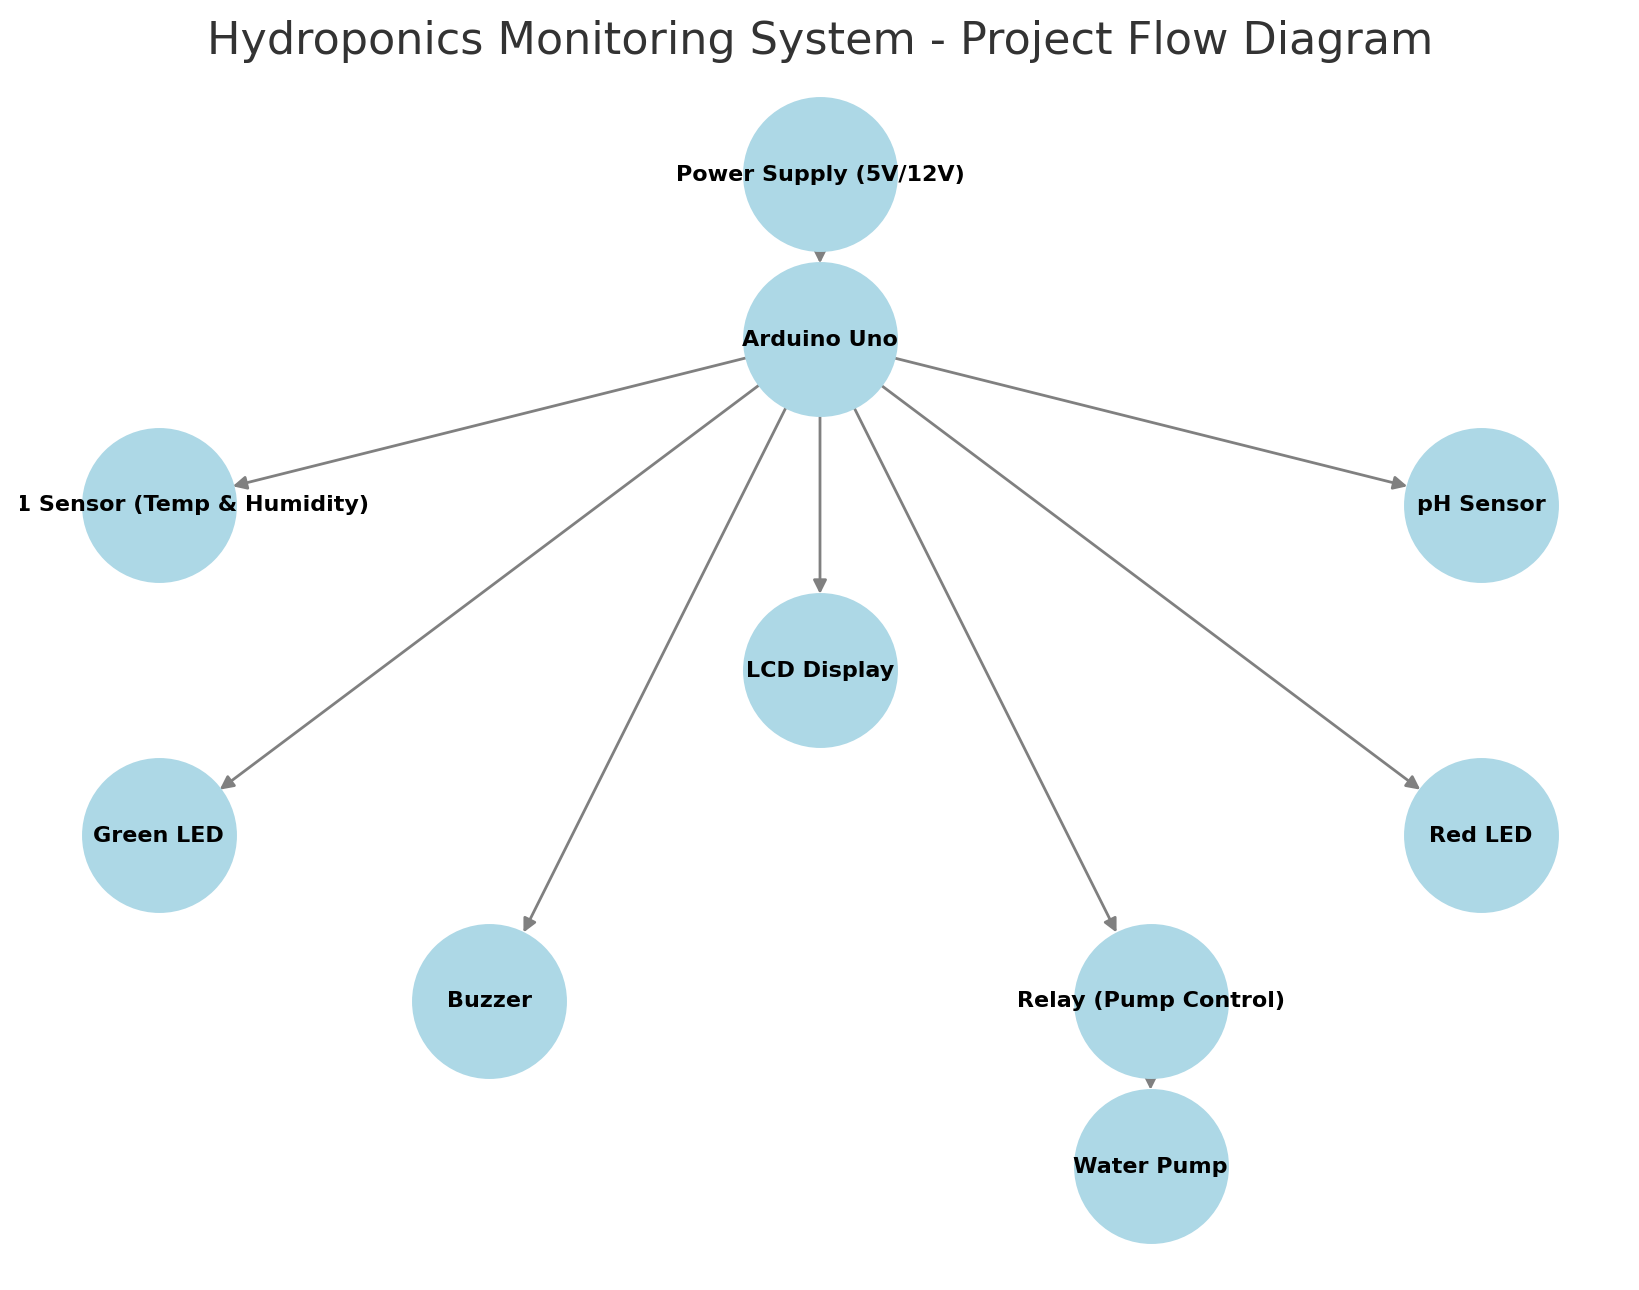 Hydroponics Monitoring System - Project Flow Diagram
Power Supply (5V/12V)
Arduino Uno
1 Sensor (Temp & Humidity)
pH Sensor
LCD Display
Green LED
Red LED
Buzzer
Relay (Pump Control)
Water Pump